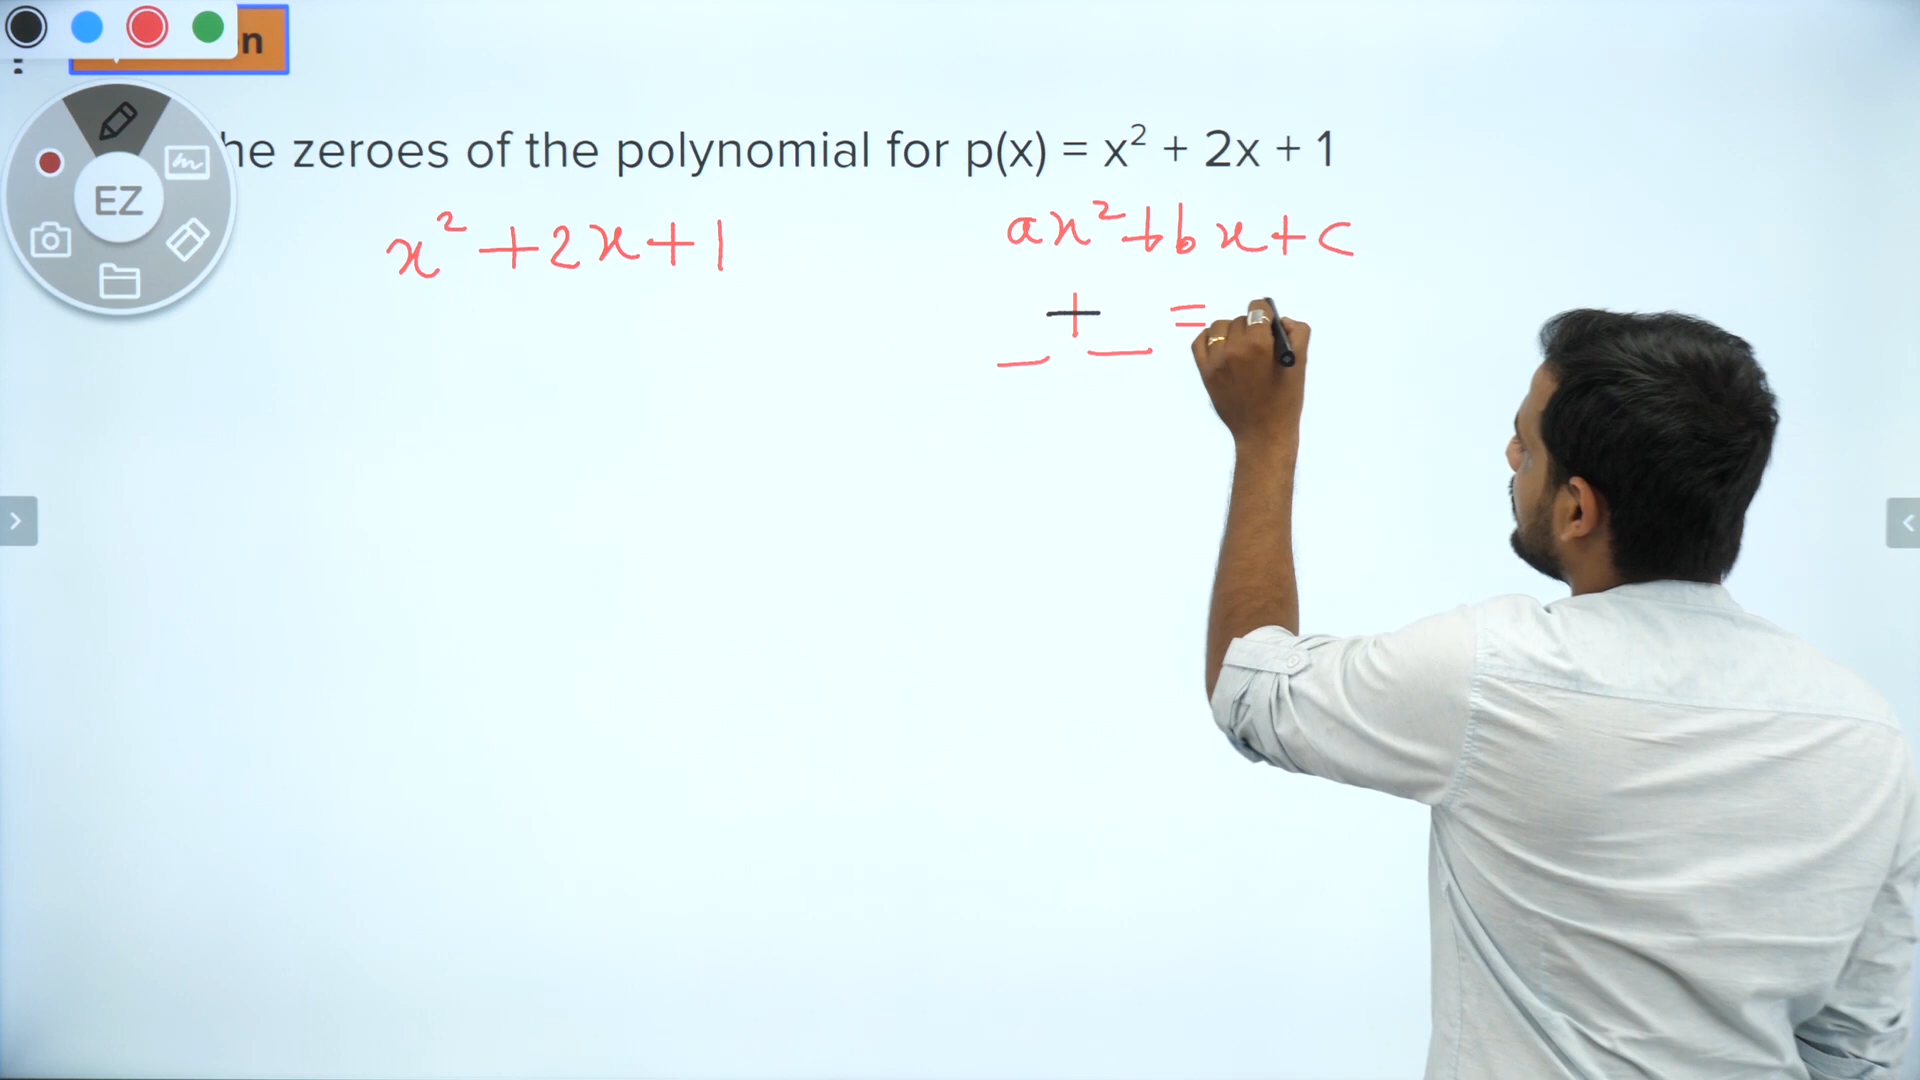 n
he zeroes of the polynomial for p(x) = x² + 2x + 1
EZ
x² + 2x + 1
ax² + bx + c
_ + _ =